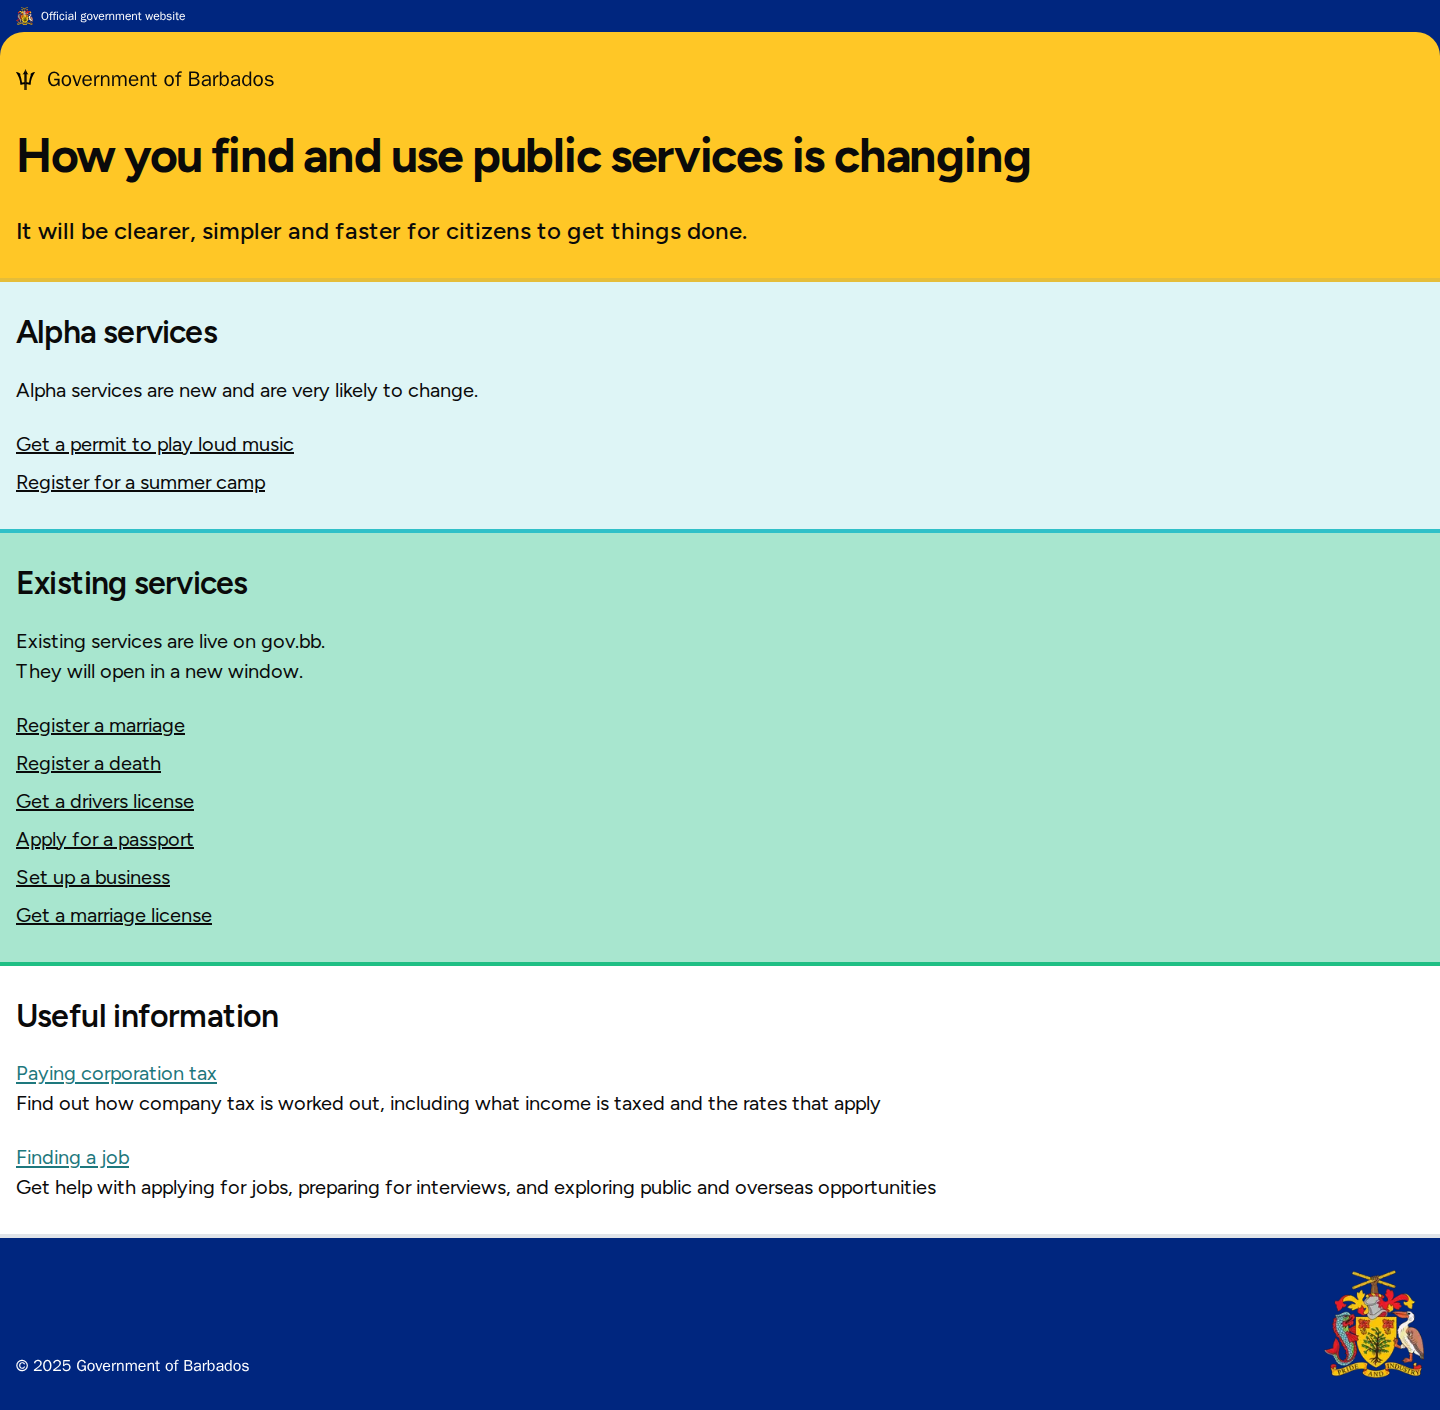 Official government website
Government of Barbados
How you find and use public services is changing
It will be clearer, simpler and faster for citizens to get things done.
Alpha services
Alpha services are new and are very likely to change.
Get a permit to play loud music
Register for a summer camp
Existing services
Existing services are live on gov.bb.
They will open in a new window.
Register a marriage
Register a death
Get a drivers license
Apply for a passport
Set up a business
Get a marriage license
Useful information
Paying corporation tax
Find out how company tax is worked out, including what income is taxed and the rates that apply
Finding a job
Get help with applying for jobs, preparing for interviews, and exploring public and overseas opportunities
© 2025 Government of Barbados
PRIDE AND INDUSTRY